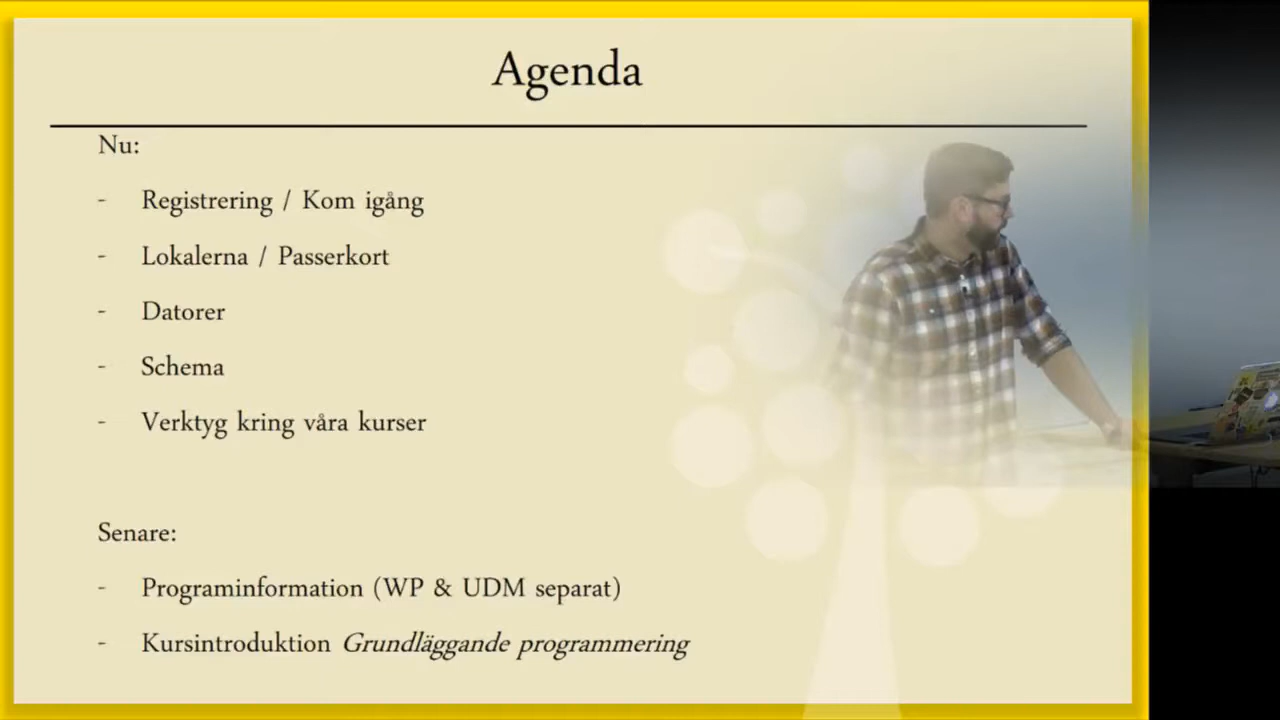 Agenda
Nu:
- Registrering / Kom igång
- Lokalerna / Passerkort
- Datorer
- Schema
- Verktyg kring våra kurser
Senare:
- Programinformation (WP & UDM separat)
- Kursintroduktion Grundläggande programmering